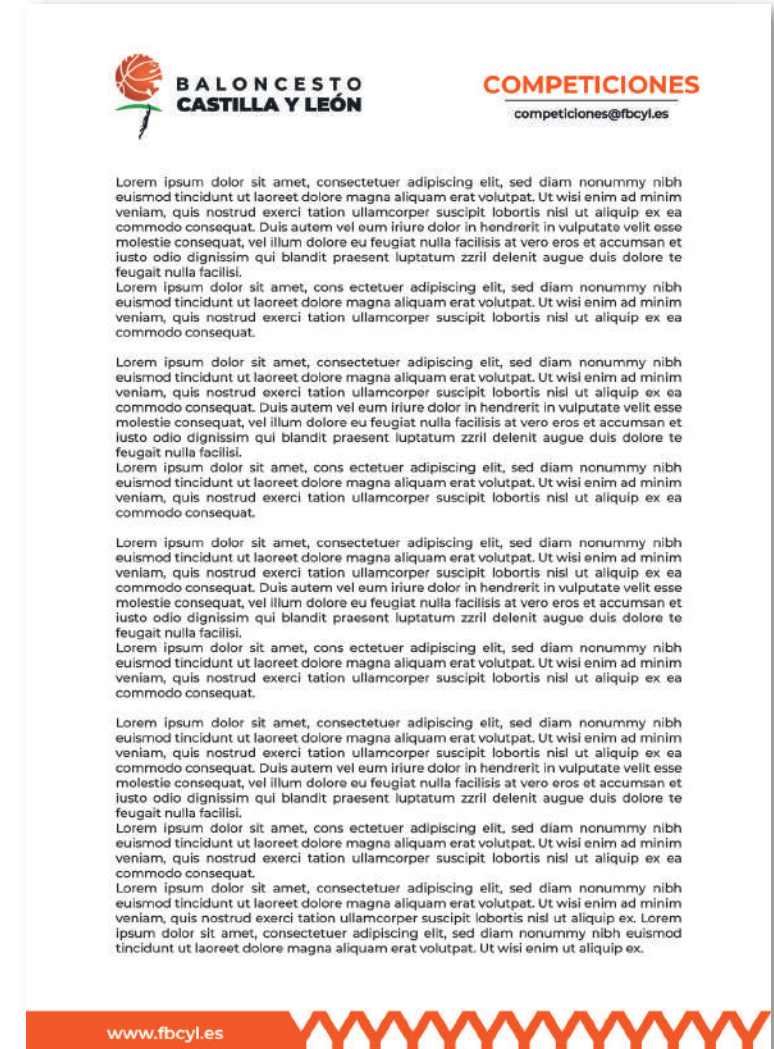 BALONCESTO
CASTILLA Y LEÓN
COMPETICIONES
competiciones@fbcyl.es
Lorem ipsum dolor sit amet, consectetuer adipiscing elit, sed diam nonummy nibh
euismod tincidunt ut laoreet dolore magna aliquam erat volutpat. Ut wisi enim ad minim
veniam, quis nostrud exerci tation ullamcorper suscipit lobortis nisl ut aliquip ex ea
commodo consequat. Duis autem vel eum iriure dolor in hendrerit in vulputate velit esse
molestie consequat, vel illum dolore eu feugiat nulla facilisis at vero eros et accumsan et
iusto odio dignissim qui blandit praesent luptatum zzril delenit augue duis dolore te
feugait nulla facilisi.
Lorem ipsum dolor sit amet, cons ectetuer adipiscing elit, sed diam nonummy nibh
euismod tincidunt ut laoreet dolore magna aliquam erat volutpat. Ut wisi enim ad minim
veniam, quis nostrud exerci tation ullamcorper suscipit lobortis nisl ut aliquip ex ea
commodo consequat.
Lorem ipsum dolor sit amet, consectetuer adipiscing elit, sed diam nonummy nibh
euismod tincidunt ut laoreet dolore magna aliquam erat volutpat. Ut wisi enim ad minim
veniam, quis nostrud exerci tation ullamcorper suscipit lobortis nisl ut aliquip ex ea
commodo consequat. Duis autem vel eum iriure dolor in hendrerit in vulputate velit esse
molestie consequat, vel illum dolore eu feugiat nulla facilisis at vero eros et accumsan et
iusto odio dignissim qui blandit praesent luptatum zzril delenit augue duis dolore te
feugait nulla facilisi.
Lorem ipsum dolor sit amet, cons ectetuer adipiscing elit, sed diam nonummy nibh
euismod tincidunt ut laoreet dolore magna aliquam erat volutpat. Ut wisi enim ad minim
veniam, quis nostrud exerci tation ullamcorper suscipit lobortis nisl ut aliquip ex ea
commodo consequat.
Lorem ipsum dolor sit amet, consectetuer adipiscing elit, sed diam nonummy nibh
euismod tincidunt ut laoreet dolore magna aliquam erat volutpat. Ut wisi enim ad minim
veniam, quis nostrud exerci tation ullamcorper suscipit lobortis nisl ut aliquip ex ea
commodo consequat. Duis autem vel eum iriure dolor in hendrerit in vulputate velit esse
molestie consequat, vel illum dolore eu feugiat nulla facilisis at vero eros et accumsan et
iusto odio dignissim qui blandit praesent luptatum zzril delenit augue duis dolore te
feugait nulla facilisi.
Lorem ipsum dolor sit amet, cons ectetuer adipiscing elit, sed diam nonummy nibh
euismod tincidunt ut laoreet dolore magna aliquam erat volutpat. Ut wisi enim ad minim
veniam, quis nostrud exerci tation ullamcorper suscipit lobortis nisl ut aliquip ex ea
commodo consequat.
Lorem ipsum dolor sit amet, consectetuer adipiscing elit, sed diam nonummy nibh
euismod tincidunt ut laoreet dolore magna aliquam erat volutpat. Ut wisi enim ad minim
veniam, quis nostrud exerci tation ullamcorper suscipit lobortis nisl ut aliquip ex ea
commodo consequat. Duis autem vel eum iriure dolor in hendrerit in vulputate velit esse
molestie consequat, vel illum dolore eu feugiat nulla facilisis at vero eros et accumsan et
iusto odio dignissim qui blandit praesent luptatum zzril delenit augue duis dolore te
feugait nulla facilisi.
Lorem ipsum dolor sit amet, cons ectetuer adipiscing elit, sed diam nonummy nibh
euismod tincidunt ut laoreet dolore magna aliquam erat volutpat. Ut wisi enim ad minim
veniam, quis nostrud exerci tation ullamcorper suscipit lobortis nisl ut aliquip ex ea
commodo consequat.
Lorem ipsum dolor sit amet, consectetuer adipiscing elit, sed diam nonummy nibh
euismod tincidunt ut laoreet dolore magna aliquam erat volutpat. Ut wisi enim ad minim
veniam, quis nostrud exerci tation ullamcorper suscipit lobortis nisl ut aliquip ex. Lorem
ipsum dolor sit amet, consectetuer adipiscing elit, sed diam nonummy nibh euismod
tincidunt ut laoreet dolore magna aliquam erat volutpat. Ut wisi enim ut aliquip ex.
www.fbcyl.es